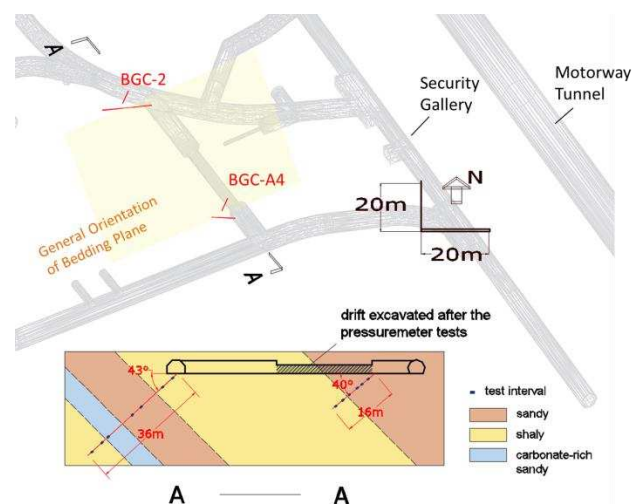 A
BGC-2
Security
Gallery
Motorway
Tunnel
BGC-A4
N
20m
20m
General Orientation
of Bedding Plane
A
drift excavated after the
pressuremeter tests
43°
40°
16m
36m
test interval
sandy
shaly
carbonate-rich
sandy
A
A